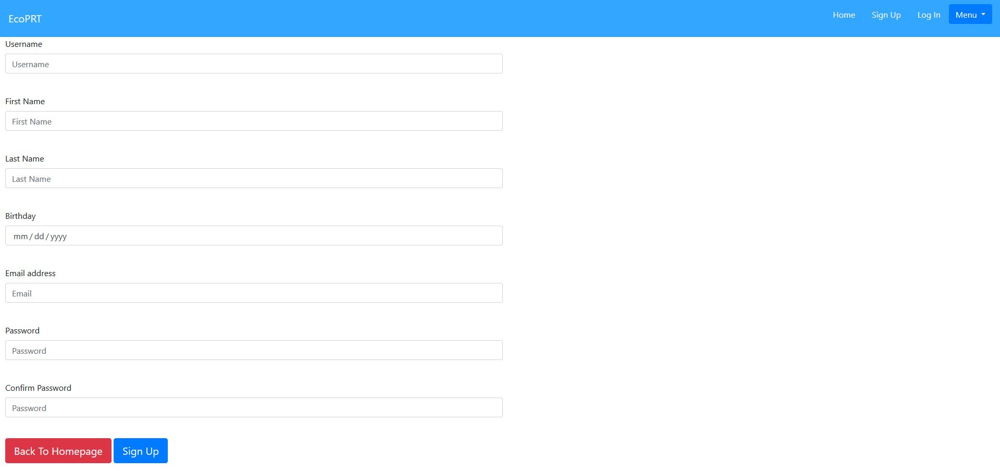 EcoPRT Home Sign Up Log In Menu
Username
Username
First Name
First Name
Last Name
Last Name
Birthday
mm/dd/yyyy
Email address
Email
Password
Password
Confirm Password
Password
Back To Homepage Sign Up